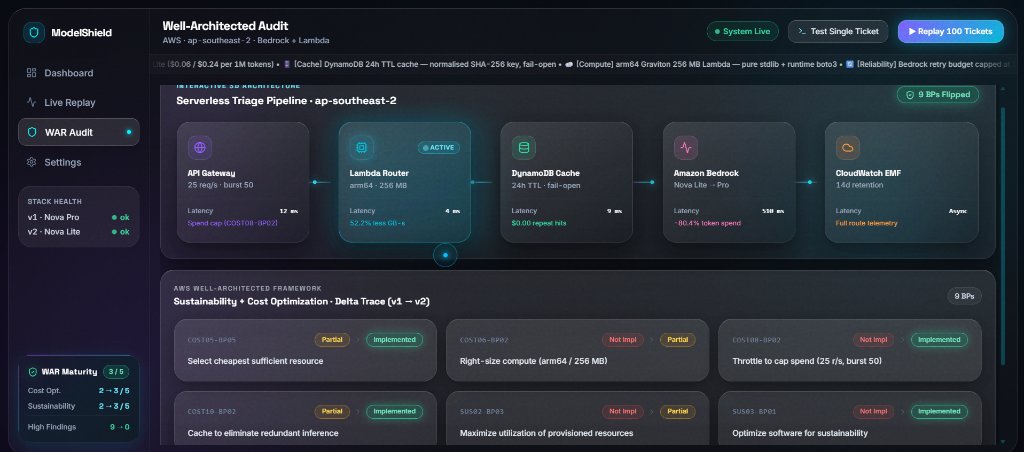 ModelShield
Dashboard
Live Replay
WAR Audit
Settings
STACK HEALTH
v1 · Nova Pro ok
v2 · Nova Lite ok
WAR Maturity 3 / 5
Cost Opt. 2 → 3 / 5
Sustainability 2 → 3 / 5
High Findings 9 → 0
Well-Architected Audit
AWS · ap-southeast-2 · Bedrock + Lambda
System Live
Test Single Ticket
Replay 100 Tickets
Lite ($0.06 / $0.24 per 1M tokens) • [Cache] DynamoDB 24h TTL cache — normalised SHA-256 key, fail-open • [Compute] arm64 Graviton 256 MB Lambda — pure stdlib + runtime boto3 • [Reliability] Bedrock retry budget capped at
INTERACTIVE 3D ARCHITECTURE
Serverless Triage Pipeline · ap-southeast-2
9 BPs Flipped
API Gateway
25 req/s · burst 50
Latency 12 ms
Spend cap (COST08-BP02)
ACTIVE
Lambda Router
arm64 · 256 MB
Latency 4 ms
52.2% less GB-s
DynamoDB Cache
24h TTL · fail-open
Latency 9 ms
$0.00 repeat hits
Amazon Bedrock
Nova Lite → Pro
Latency 510 ms
-80.4% token spend
CloudWatch EMF
14d retention
Latency Async
Full route telemetry
AWS WELL-ARCHITECTED FRAMEWORK
Sustainability + Cost Optimization · Delta Trace (v1 → v2)
9 BPs
COST05-BP05 Partial > Implemented
Select cheapest sufficient resource
COST06-BP02 Not Impl > Partial
Right-size compute (arm64 / 256 MB)
COST08-BP02 Not Impl > Implemented
Throttle to cap spend (25 r/s, burst 50)
COST10-BP02 Partial > Implemented
Cache to eliminate redundant inference
SUS02-BP03 Not Impl > Partial
Maximize utilization of provisioned resources
SUS03-BP01 Not Impl > Implemented
Optimize software for sustainability